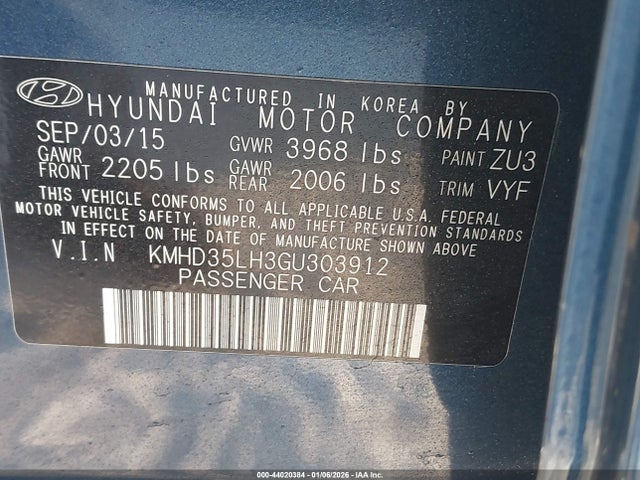 MANUFACTURED IN KOREA BY
HYUNDAI MOTOR COMPANY
SEP/03/15 GVWR 3968 lbs PAINT ZU3
GAWR FRONT 2205 lbs GAWR REAR 2006 lbs TRIM VYF
THIS VEHICLE CONFORMS TO ALL APPLICABLE U.S.A. FEDERAL
MOTOR VEHICLE SAFETY, BUMPER, AND THEFT PREVENTION STANDARDS
IN EFFECT ON THE DATE OF MANUFACTURE SHOWN ABOVE
V.I.N KMHD35LH3GU303912
PASSENGER CAR
000-44020384 - 01/06/2026 - IAAI.COM